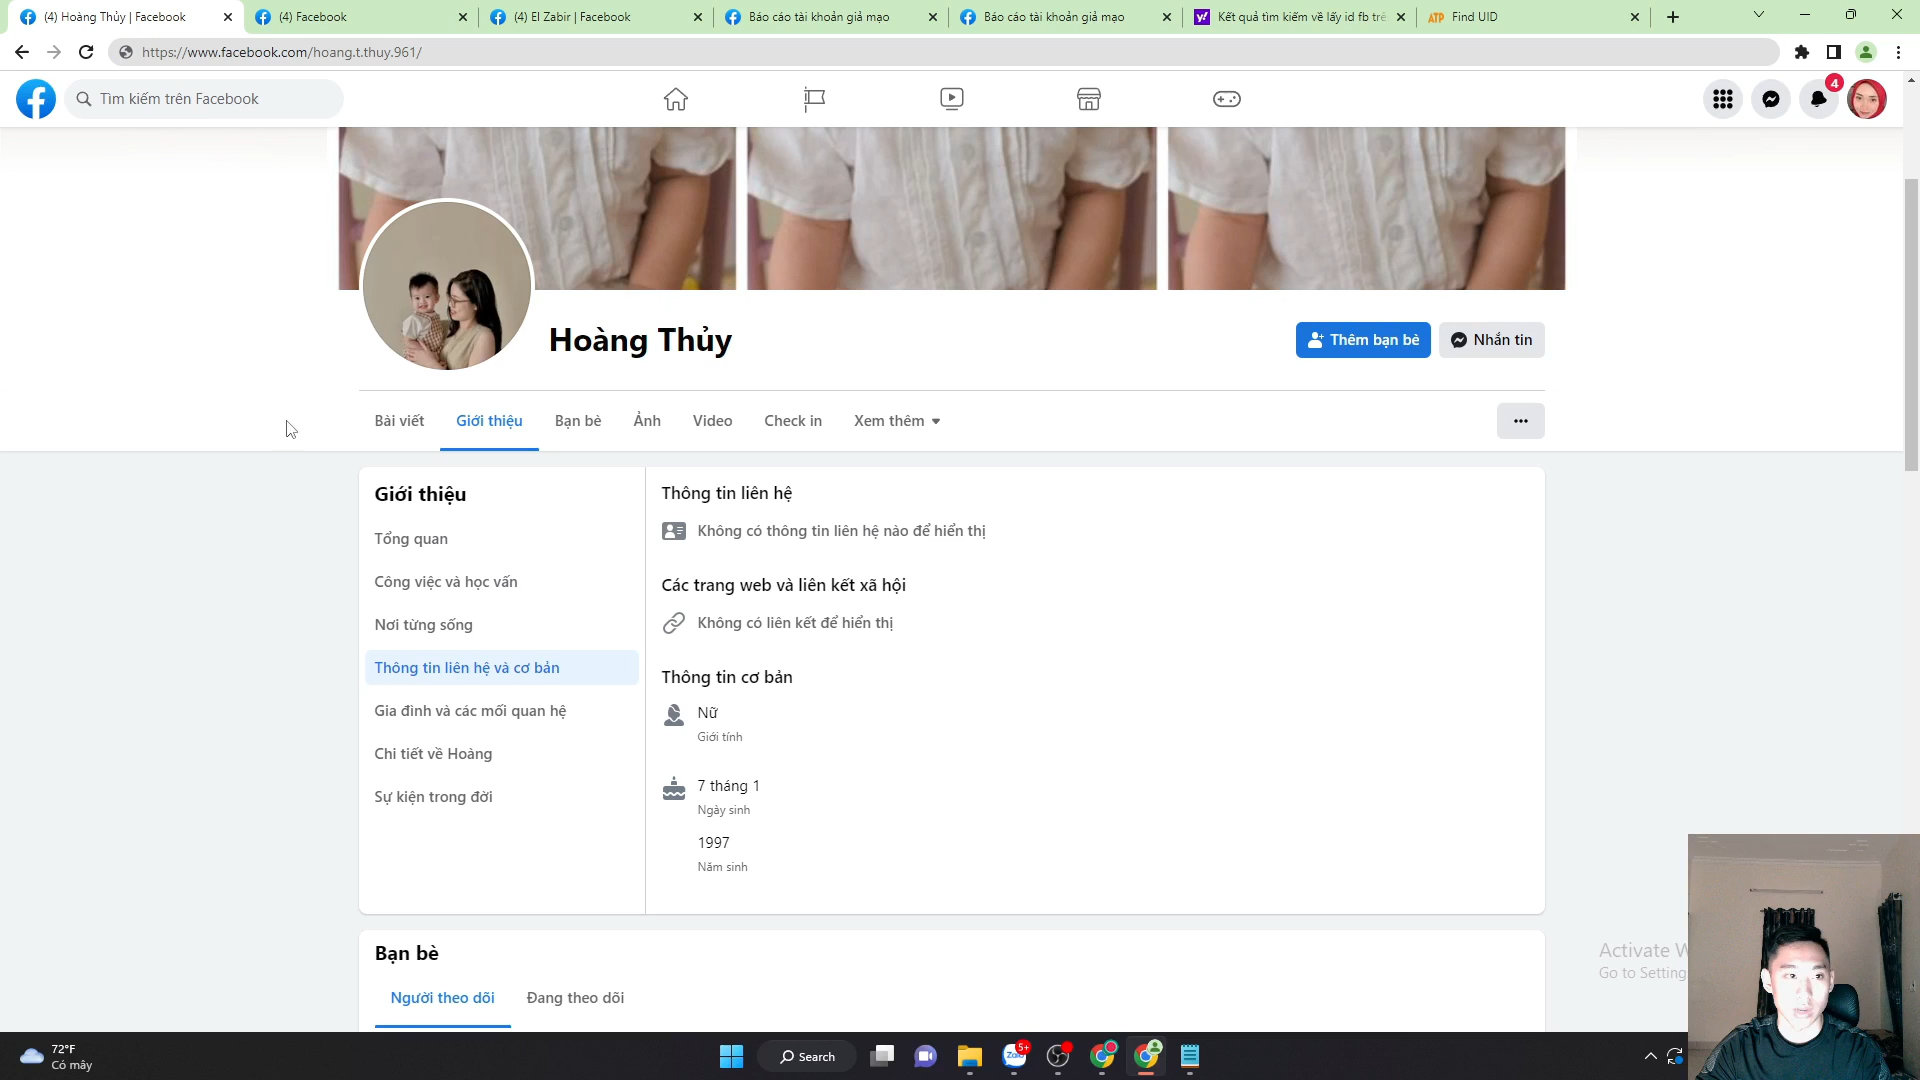 (4) Hoàng Thủy | Facebook
(4) Facebook
(4) El Zabir | Facebook
Báo cáo tài khoản giả mạo
Báo cáo tài khoản giả mạo
Kết quả tìm kiếm về lấy id fb trê
ATP Find UID
https://www.facebook.com/hoang.t.thuy.961/
Tìm kiếm trên Facebook
4
Hoàng Thủy
Thêm bạn bè
Nhắn tin
Bài viết
Giới thiệu
Bạn bè
Ảnh
Video
Check in
Xem thêm
Giới thiệu
Tổng quan
Công việc và học vấn
Nơi từng sống
Thông tin liên hệ và cơ bản
Gia đình và các mối quan hệ
Chi tiết về Hoàng
Sự kiện trong đời
Thông tin liên hệ
Không có thông tin liên hệ nào để hiển thị
Các trang web và liên kết xã hội
Không có liên kết để hiển thị
Thông tin cơ bản
Nữ
Giới tính
7 tháng 1
Ngày sinh
1997
Năm sinh
Bạn bè
Người theo dõi
Đang theo dõi
Activate W
Go to Setting
72°F
Có mây
Search
Zalo
5+